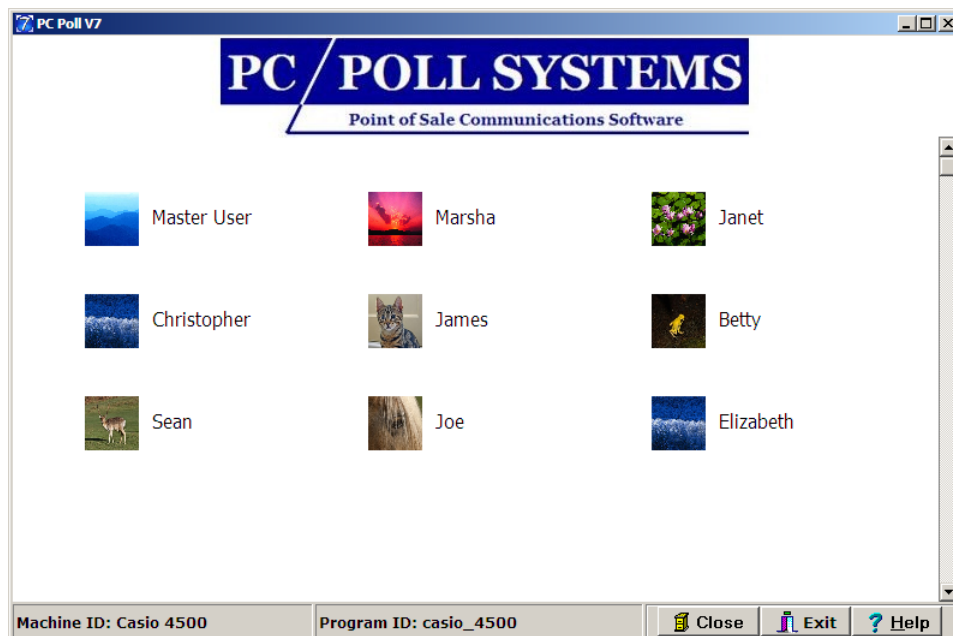 PC Poll V7
PC/POLL SYSTEMS
Point of Sale Communications Software
Master User
Marsha
Janet
Christopher
James
Betty
Sean
Joe
Elizabeth
Machine ID: Casio 4500
Program ID: casio_4500
Close
Exit
? Help